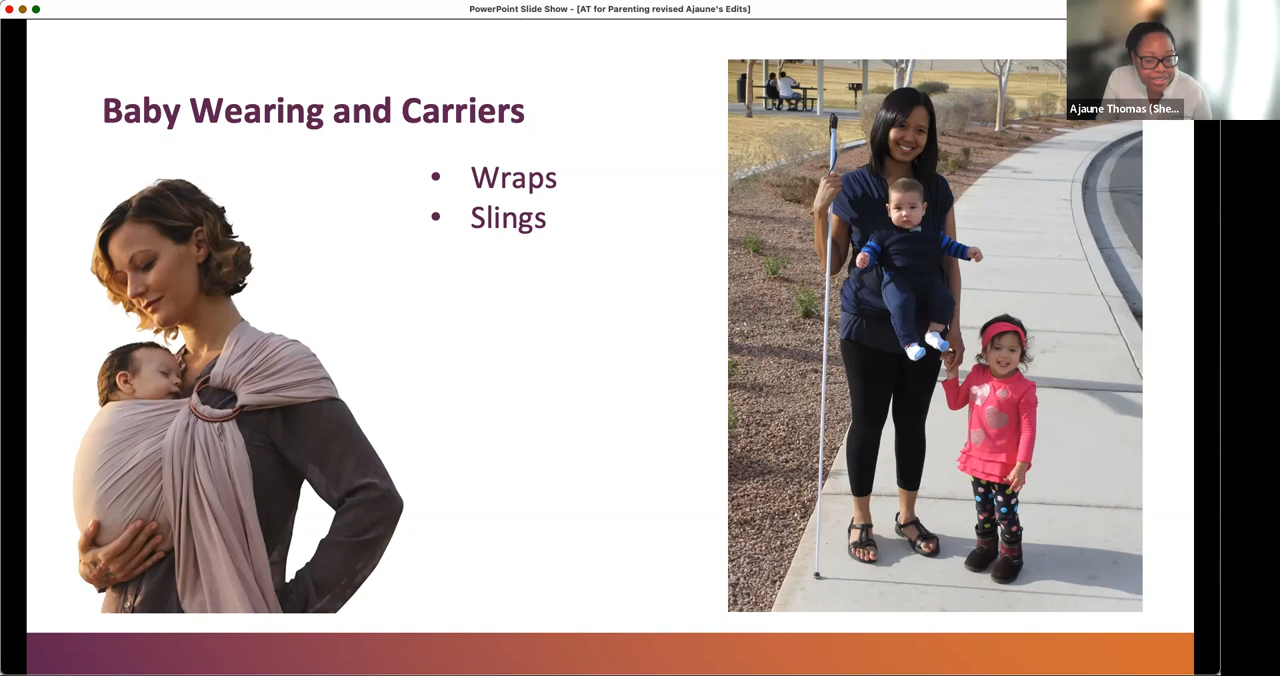 PowerPoint Slide Show - [AT for Parenting revised Ajaune's Edits]
Ajaune Thomas (She...
Baby Wearing and Carriers
• Wraps
• Slings